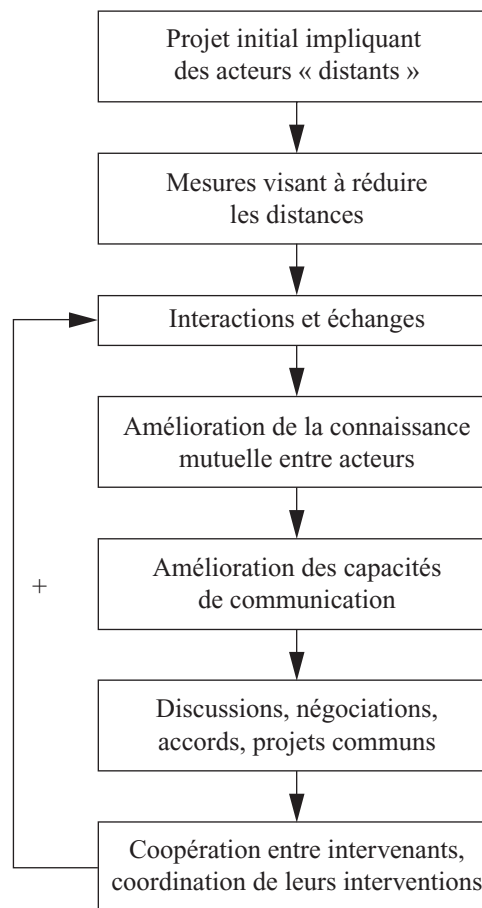 Projet initial impliquant
des acteurs « distants »
Mesures visant à réduire
les distances
Interactions et échanges
Amélioration de la connaissance
mutuelle entre acteurs
Amélioration des capacités
de communication
+
Discussions, négociations,
accords, projets communs
Coopération entre intervenants,
coordination de leurs interventions